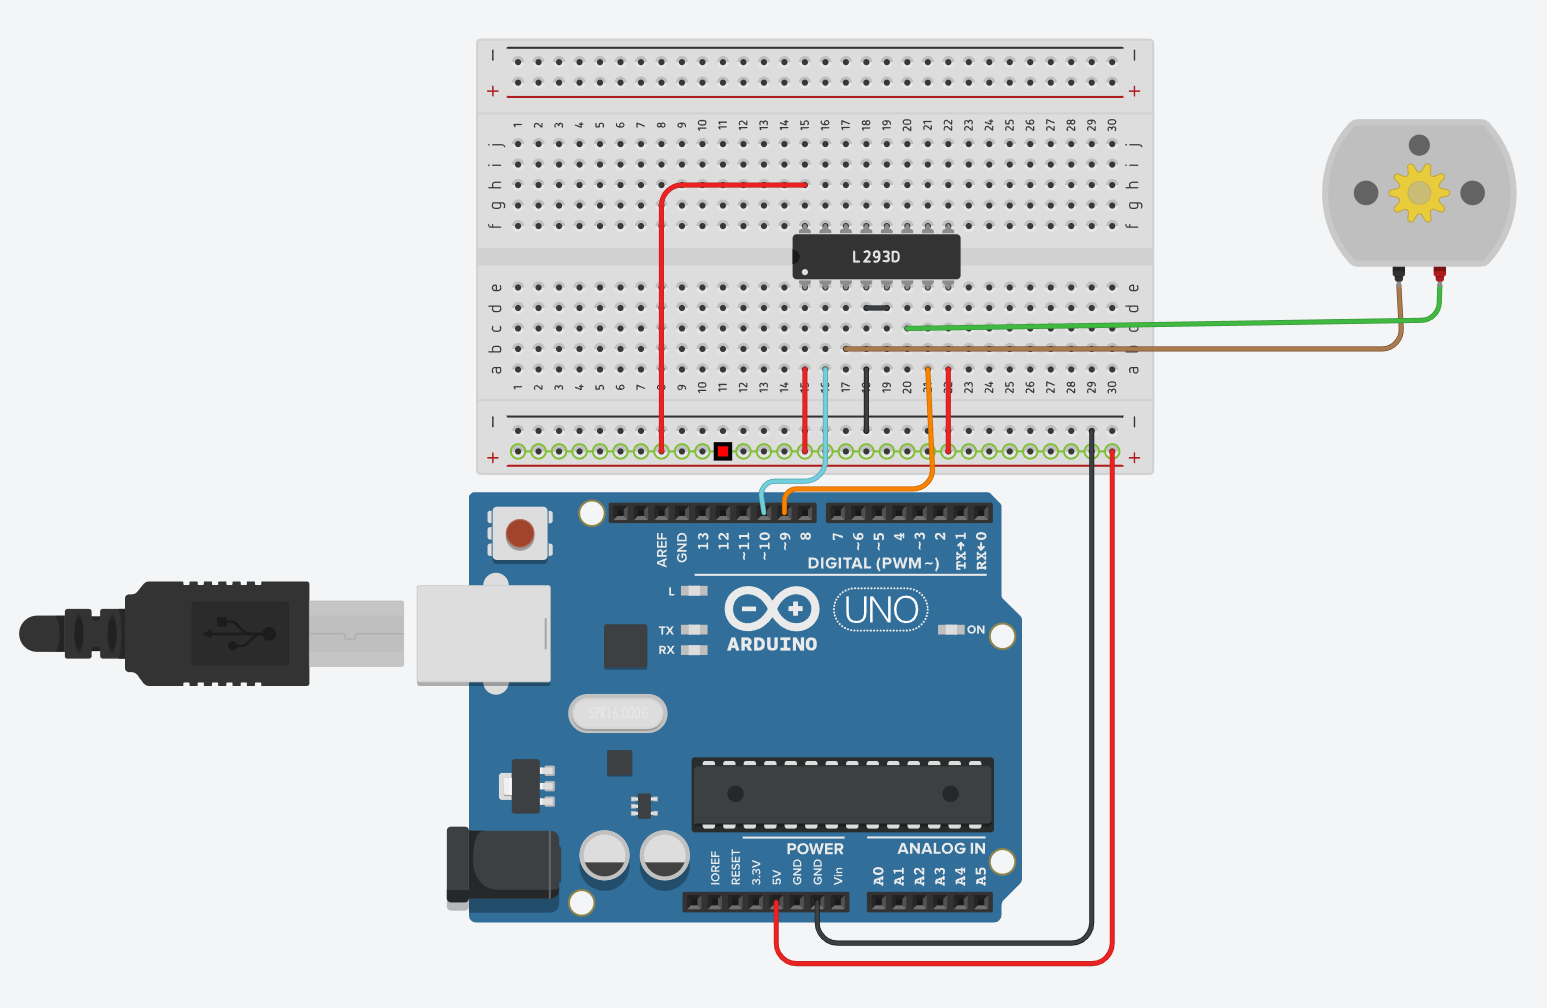 − −
+ +
1 2 3 4 5 6 7 8 9 10 11 12 13 14 15 16 17 18 19 20 21 22 23 24 25 26 27 28 29 30
j j
i i
h h
g g
f f
L293D
e e
d d
c c
b b
a a
1 2 3 4 5 6 7 8 9 10 11 12 13 14 15 16 17 18 19 20 21 22 23 24 25 26 27 28 29 30
− −
+ +
AREF GND 13 12 ~11 ~10 ~9 8 7 ~6 ~5 4 ~3 2 TX→1 RX←0
DIGITAL (PWM ~)
L
TX
RX
UNO
ARDUINO
ON
SPK16.000G
POWER ANALOG IN
IOREF RESET 3.3V 5V GND GND Vin A0 A1 A2 A3 A4 A5